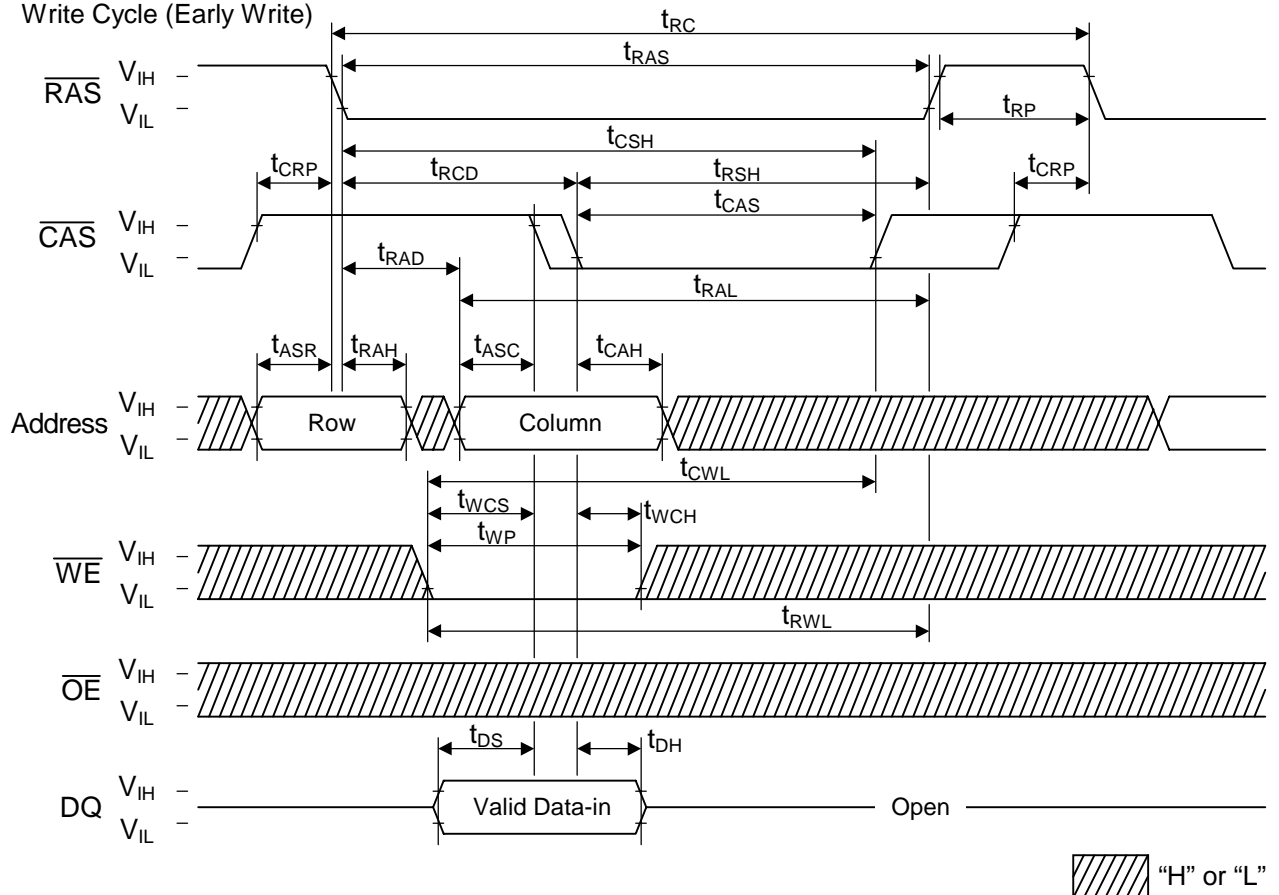 Write Cycle (Early Write)
tRC
VIH
tRAS
RAS
VIL
tRP
tCSH
tCRP
tRCD
tRSH
tCRP
tCAS
VIH
CAS
VIL
tRAD
tRAL
tASR
tRAH
tASC
tCAH
VIH
Address
Row
Column
VIL
tCWL
tWCS
tWCH
tWP
VIH
WE
VIL
tRWL
VIH
OE
VIL
tDS
tDH
VIH
DQ
Valid Data-in
Open
VIL
“H” or “L”